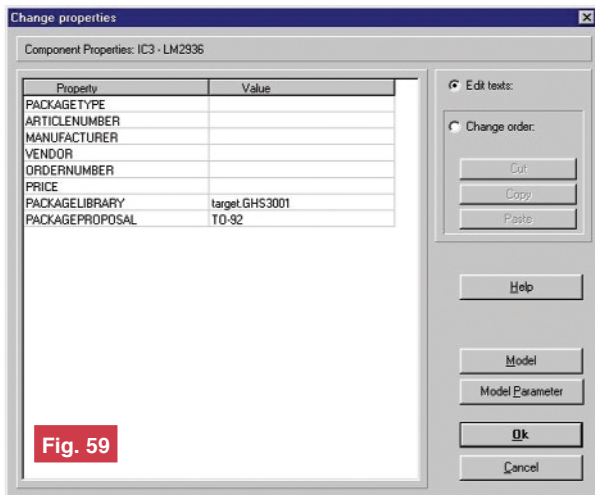 Change properties
Component Properties: IC3 - LM2936
Property Value
PACKAGETYPE
ARTICLENUMBER
MANUFACTURER
VENDOR
ORDERNUMBER
PRICE
PACKAGELIBRARY target.GHS3001
PACKAGEPROPOSAL TO-92
Edit texts:
Change order:
Cut
Copy
Paste
Help
Model
Model Parameter
Ok
Cancel
Fig. 59